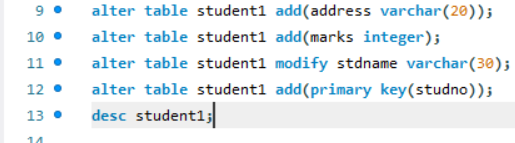 9 alter table student1 add(address varchar(20));
10 alter table student1 add(marks integer);
11 alter table student1 modify stdname varchar(30);
12 alter table student1 add(primary key(studno));
13 desc student1;
14